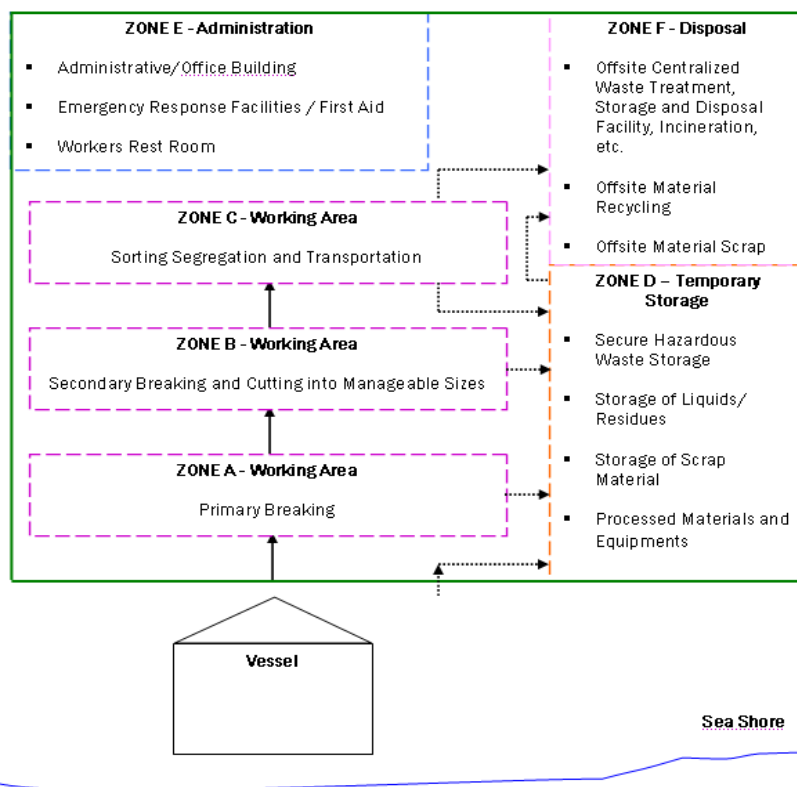 ZONE E - Administration
▪ Administrative/Office Building
▪ Emergency Response Facilities / First Aid
▪ Workers Rest Room
ZONE F - Disposal
▪ Offsite Centralized
Waste Treatment,
Storage and Disposal
Facility, Incineration,
etc.
▪ Offsite Material
Recycling
▪ Offsite Material Scrap
ZONE C - Working Area
Sorting Segregation and Transportation
ZONE D – Temporary
Storage
▪ Secure Hazardous
Waste Storage
▪ Storage of Liquids/
Residues
▪ Storage of Scrap
Material
▪ Processed Materials and
Equipments
ZONE B - Working Area
Secondary Breaking and Cutting into Manageable Sizes
ZONE A - Working Area
Primary Breaking
Vessel
Sea Shore